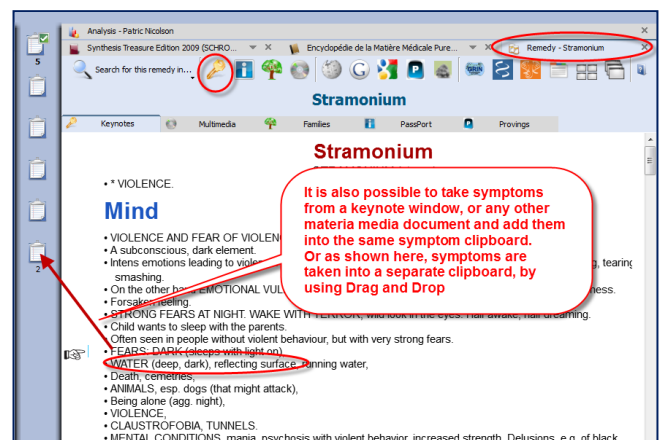 Analysis - Patric Nicolson
Synthesis Treasure Edition 2009 (SCHRO... Encyclopédie de la Matière Médicale Pure... Remedy - Stramonium
5
Search for this remedy in...
Stramonium
Keynotes Multimedia Families PassPort Provings
Stramonium
• * VIOLENCE.
Mind
It is also possible to take symptoms
from a keynote window, or any other
materia media document and add them
into the same symptom clipboard.
Or as shown here, symptoms are
taken into a separate clipboard, by
using Drag and Drop
• VIOLENCE AND FEAR OF VIOLEN
• A subconscious, dark element.
• Intens emotions leading to viole g, tearing
smashing.
• On the other hand EMOTIONAL VUL ness.
• Forsaken feeling.
• STRONG FEARS AT NIGHT. WAKE WITH TERROR, wild look in the eyes. Half awake, half dreaming.
• Child wants to sleep with the parents.
• Often seen in people without violent behaviour, but with very strong fears.
• FEARS: DARK (sleeps with light on)
• WATER (deep, dark), reflecting surface, running water,
• Death, cemetries,
• ANIMALS, esp. dogs (that might attack),
• Being alone (agg. night),
• VIOLENCE,
• CLAUSTROFOBIA, TUNNELS.
• MENTAL CONDITIONS, mania, psychosis with violent behavior, increased strength. Delusions, e.g. of black
2